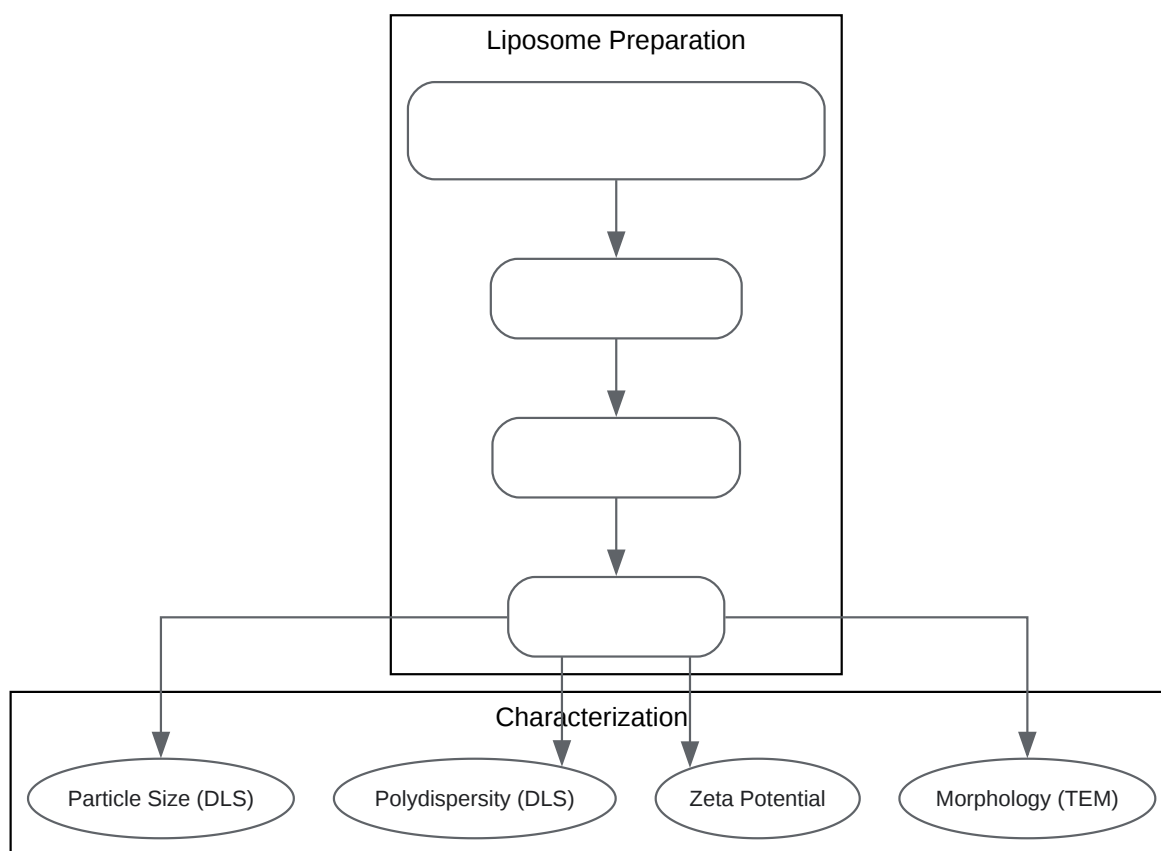 Liposome Preparation
Characterization
Particle Size (DLS)
Polydispersity (DLS)
Zeta Potential
Morphology (TEM)